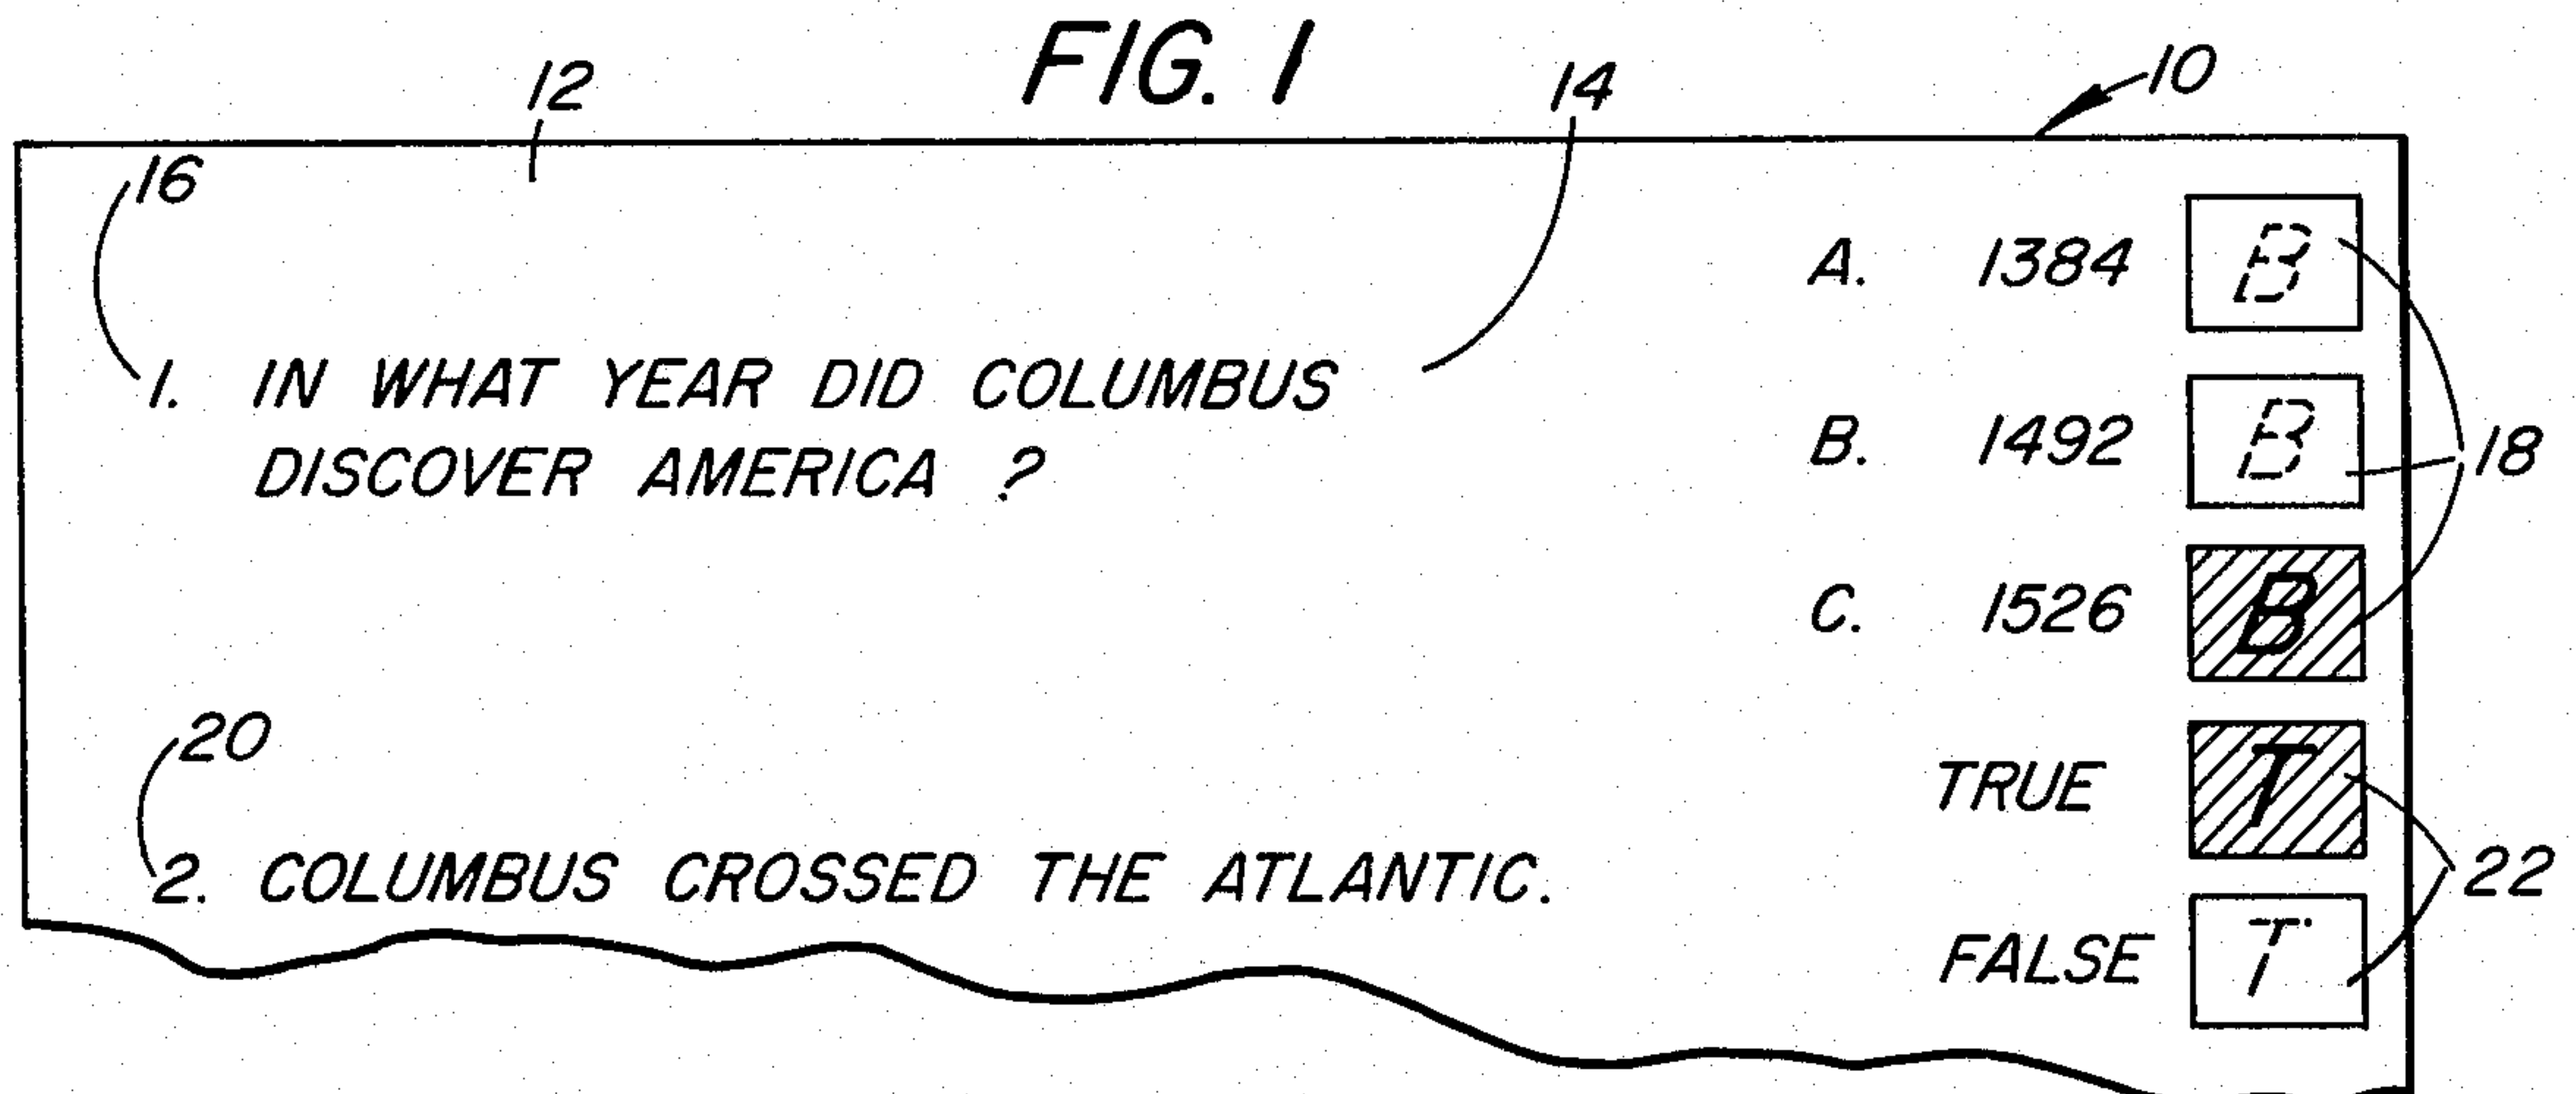 FIG. 1
12
14
10
16
A. 1384 B
1. IN WHAT YEAR DID COLUMBUS
DISCOVER AMERICA ?
B. 1492 B
18
C. 1526 B
20
TRUE T
2. COLUMBUS CROSSED THE ATLANTIC.
22
FALSE T